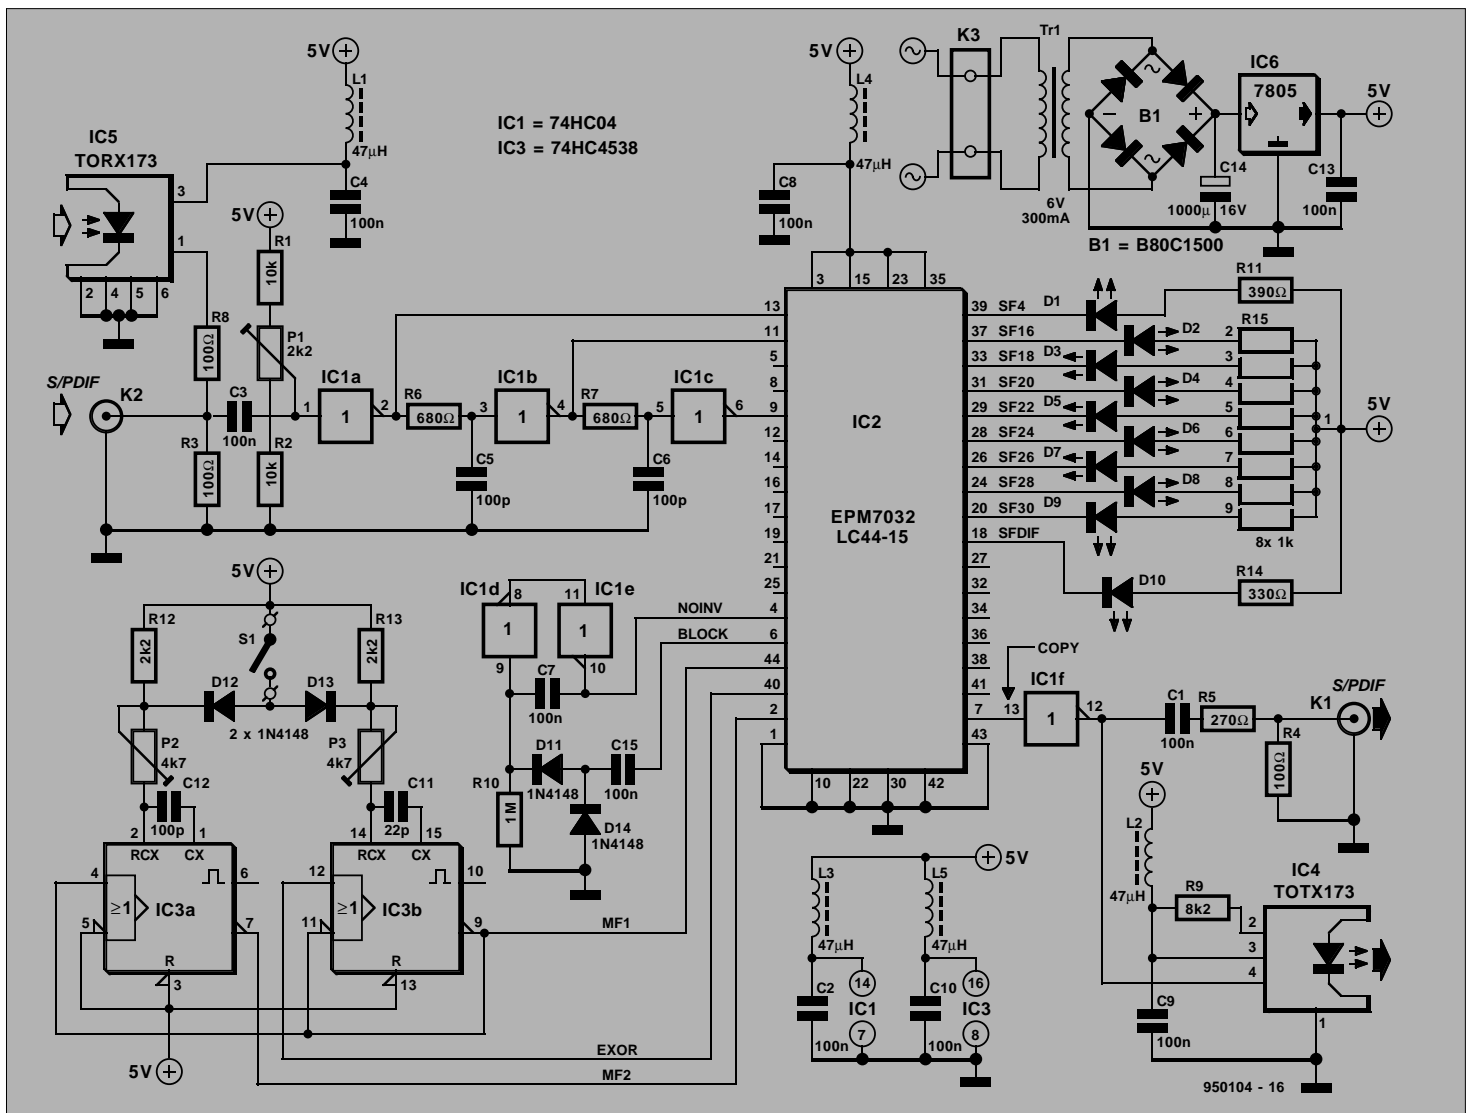 5V
L1
47µH
C4
100n
IC5
TORX173
3
1
2
4
5
6
IC1 = 74HC04
IC3 = 74HC4538
5V
L4
47µH
C8
100n
K3
Tr1
6V
300mA
B1
−
+
B1 = B80C1500
IC6
7805
5V
C14
1000µ
16V
C13
100n
5V
R1
10k
P1
2k2
R8
100Ω
S/PDIF
K2
C3
100n
R3
100Ω
R2
10k
IC1a
1
1
2
R6
680Ω
C5
100p
IC1b
3
1
4
R7
680Ω
C6
100p
IC1c
5
1
6
3
15
23
35
13
11
5
8
9
12
14
16
17
19
21
25
4
6
44
40
2
1
IC2
EPM7032
LC44-15
10
22
30
42
39
37
33
31
29
28
26
24
20
18
27
32
34
36
38
41
7
43
SF4
SF16
SF18
SF20
SF22
SF24
SF26
SF28
SF30
SFDIF
D1
D2
D3
D4
D5
D6
D7
D8
D9
D10
R11
390Ω
R15
2
3
4
5
6
7
8
9
1
8x 1k
5V
R14
330Ω
5V
R12
2k2
S1
R13
2k2
D12
D13
2 x 1N4148
P2
4k7
P3
4k7
C12
100p
C11
22p
2
1
RCX
CX
4
5
≥1
IC3a
6
7
R
3
14
15
RCX
CX
12
11
≥1
IC3b
10
9
R
13
5V
IC1d
8
1
9
IC1e
11
1
10
C7
100n
D11
1N4148
C15
100n
R10
1M
D14
1N4148
NOINV
BLOCK
MF1
EXOR
MF2
5V
L3
47µH
L5
47µH
C2
100n
14
IC1
7
C10
100n
16
IC3
8
COPY
IC1f
13
1
12
C1
100n
R5
270Ω
R4
100Ω
S/PDIF
K1
5V
L2
47µH
R9
8k2
IC4
TOTX173
2
3
4
1
C9
100n
950104 - 16